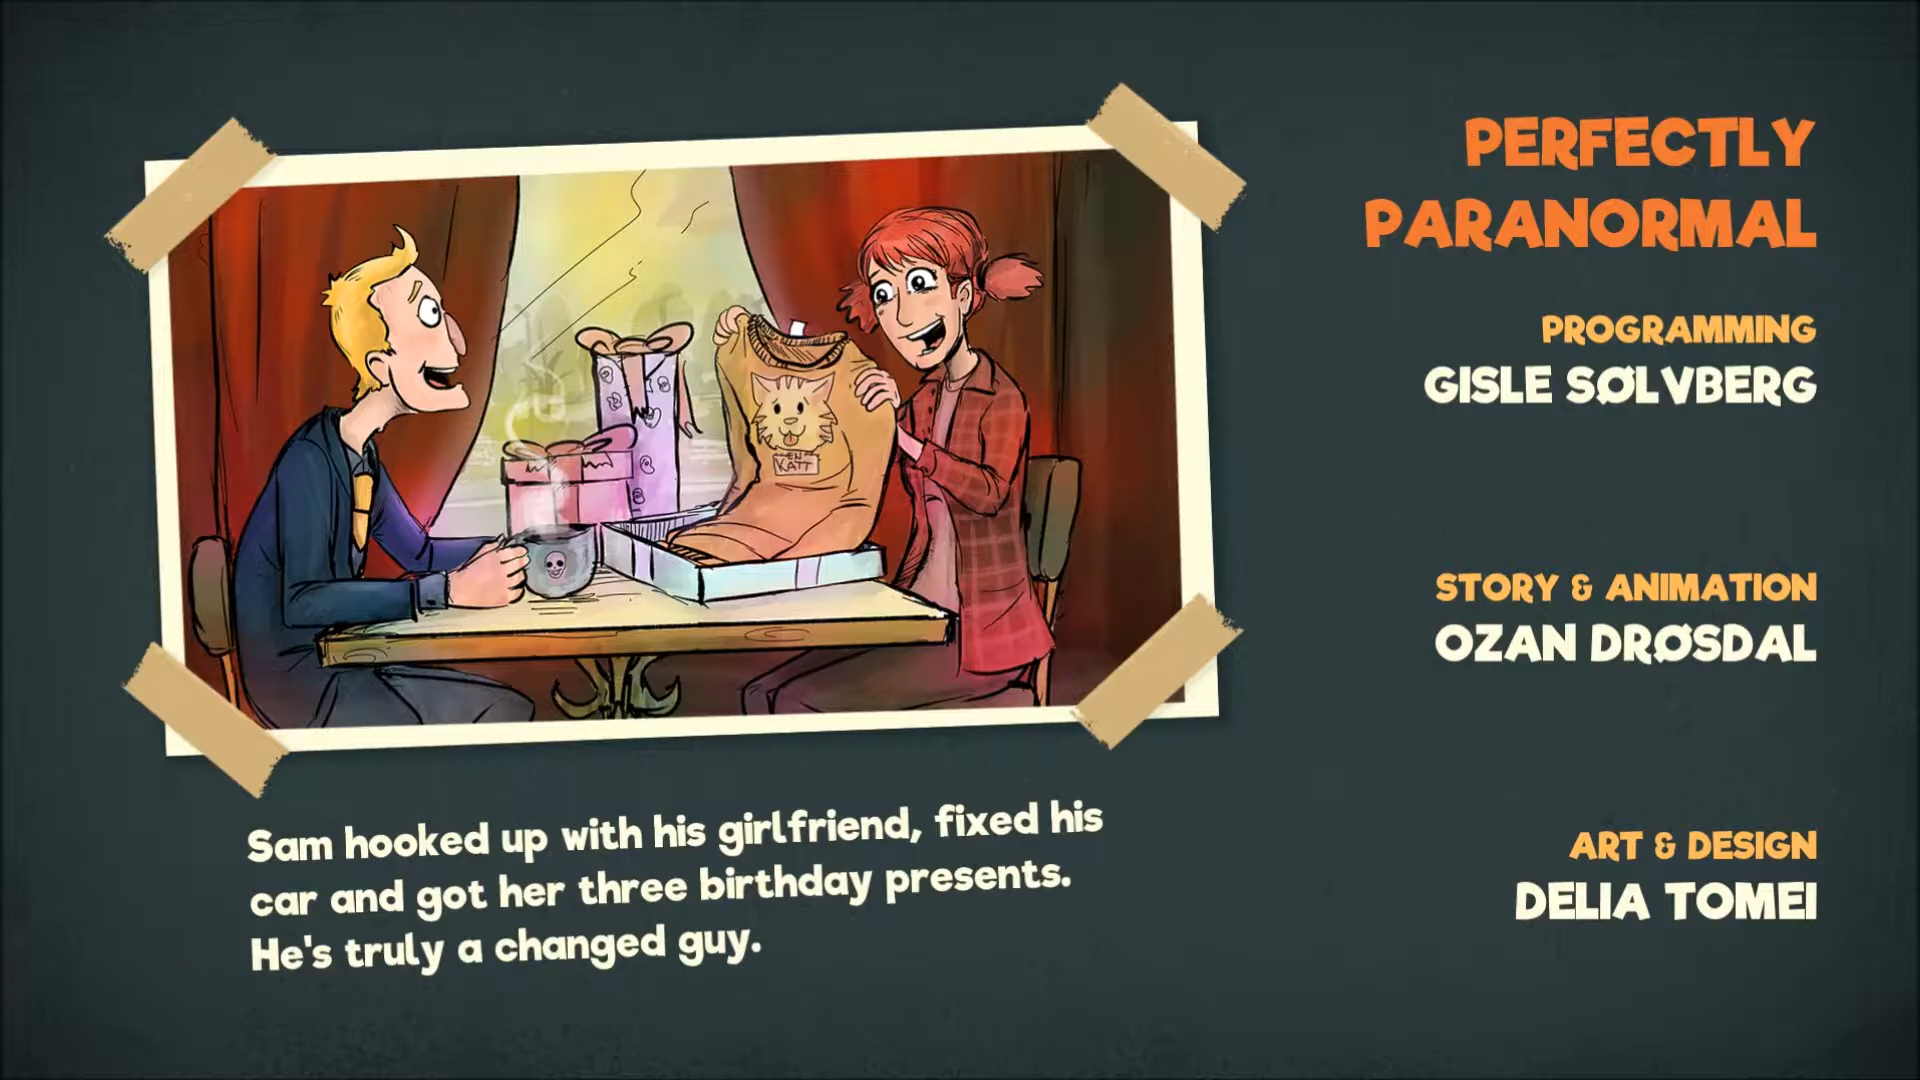 EN
KATT
Sam hooked up with his girlfriend, fixed his
car and got her three birthday presents.
He's truly a changed guy.
PERFECTLY
PARANORMAL
PROGRAMMING
GISLE SØLVBERG
STORY & ANIMATION
OZAN DRØSDAL
ART & DESIGN
DELIA TOMEI